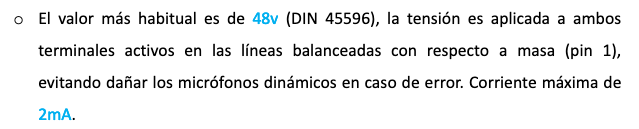 o El valor más habitual es de 48v (DIN 45596), la tensión es aplicada a ambos
terminales activos en las líneas balanceadas con respecto a masa (pin 1),
evitando dañar los micrófonos dinámicos en caso de error. Corriente máxima de
2mA.